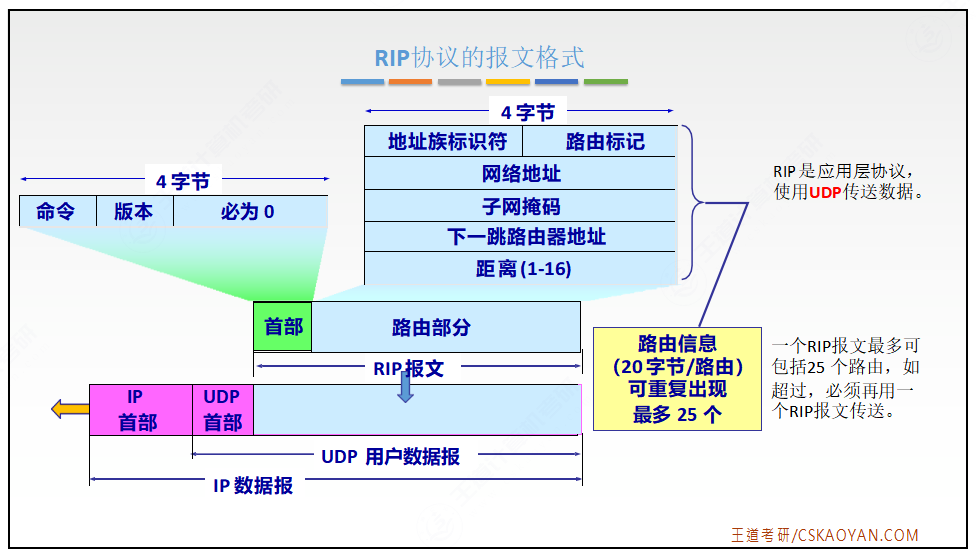 RIP协议的报文格式
4 字节
地址族标识符
路由标记
网络地址
子网掩码
下一跳路由器地址
距离(1-16)
4 字节
命令
版本
必为 0
RIP是应用层协议，
使用UDP传送数据。
首部
路由部分
RIP报文
路由信息
(20字节/路由)
可重复出现
最多 25 个
一个RIP报文最多可
包括25 个路由，如
超过，必须再用一
个RIP报文传送。
IP
首部
UDP
首部
UDP 用户数据报
IP 数据报
王道考研/CSKAOYAN.COM